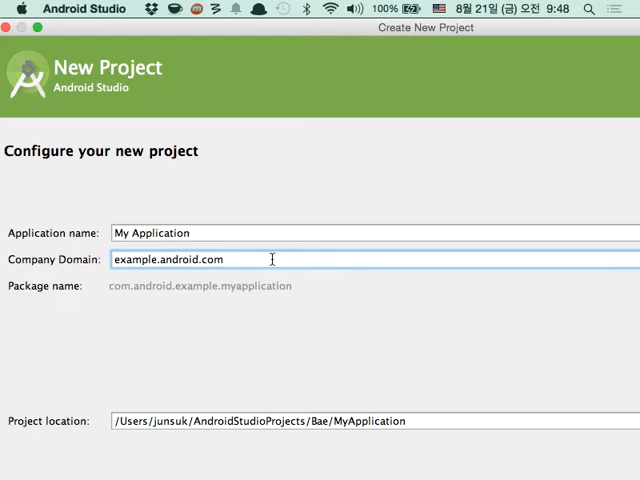 Android Studio 100% 8월 21일 (금) 오전 9:48
Create New Project
New Project
Android Studio
Configure your new project
Application name: My Application
Company Domain: example.android.com
Package name: com.android.example.myapplication
Project location: /Users/junsuk/AndroidStudioProjects/Bae/MyApplication